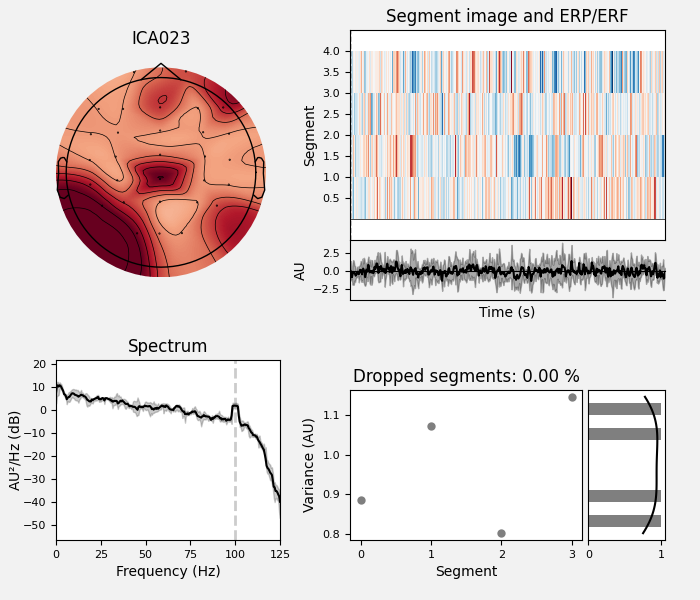 ICA023
Segment image and ERP/ERF
Segment
4.0
3.5
3.0
2.5
2.0
1.5
1.0
0.5
AU
2.5
0.0
−2.5
Time (s)
Spectrum
AU²/Hz (dB)
20
10
0
−10
−20
−30
−40
−50
0 25 50 75 100 125
Frequency (Hz)
Dropped segments: 0.00 %
Variance (AU)
1.1
1.0
0.9
0.8
0 1 2 3
Segment
0 1